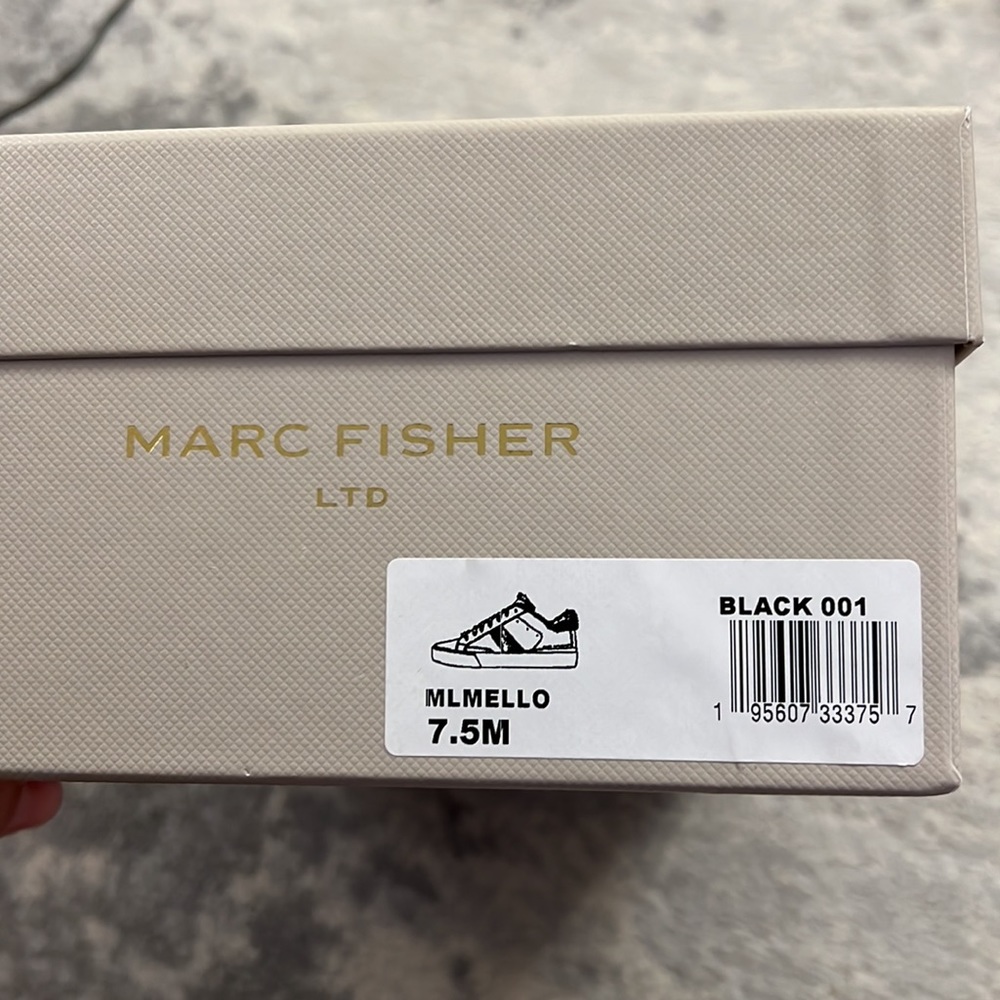 MARC FISHER
LTD
BLACK 001
MLMELLO
7.5M
1 95607 33375 7